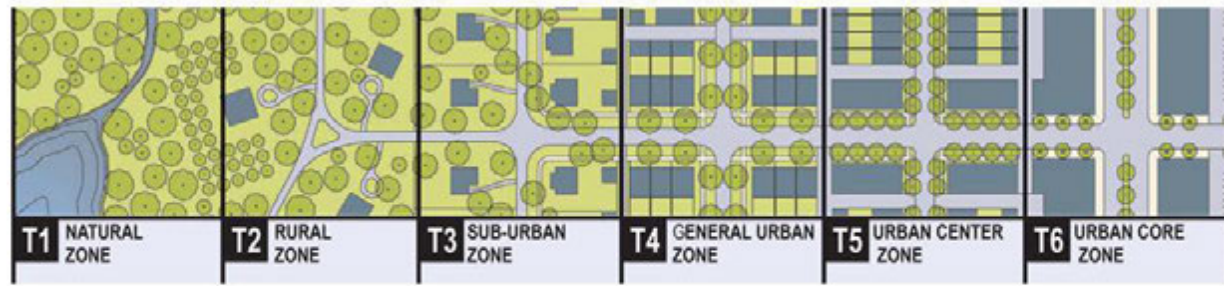 T1 NATURAL
ZONE
T2 RURAL
ZONE
T3 SUB-URBAN
ZONE
T4 GENERAL URBAN
ZONE
T5 URBAN CENTER
ZONE
T6 URBAN CORE
ZONE